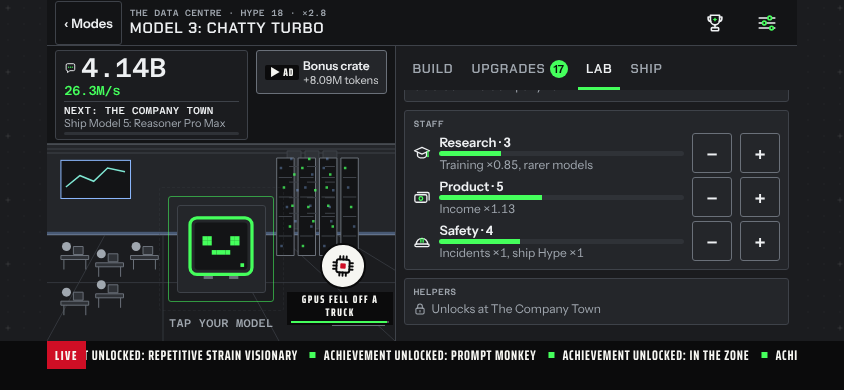 ‹ Modes
THE DATA CENTRE · HYPE 18 · ×2.8
MODEL 3: CHATTY TURBO
4.14B
26.3M/s
NEXT: THE COMPANY TOWN
Ship Model 5: Reasoner Pro Max
AD
Bonus crate
+8.09M tokens
GPUS FELL OFF A
TRUCK
TAP YOUR MODEL
BUILD UPGRADES 17 LAB SHIP
STAFF
Research · 3
Training ×0.85, rarer models
− +
Product · 5
Income ×1.13
− +
Safety · 4
Incidents ×1, ship Hype ×1
− +
HELPERS
Unlocks at The Company Town
LIVE T UNLOCKED: REPETITIVE STRAIN VISIONARY ■ ACHIEVEMENT UNLOCKED: PROMPT MONKEY ■ ACHIEVEMENT UNLOCKED: IN THE ZONE ■ ACHI